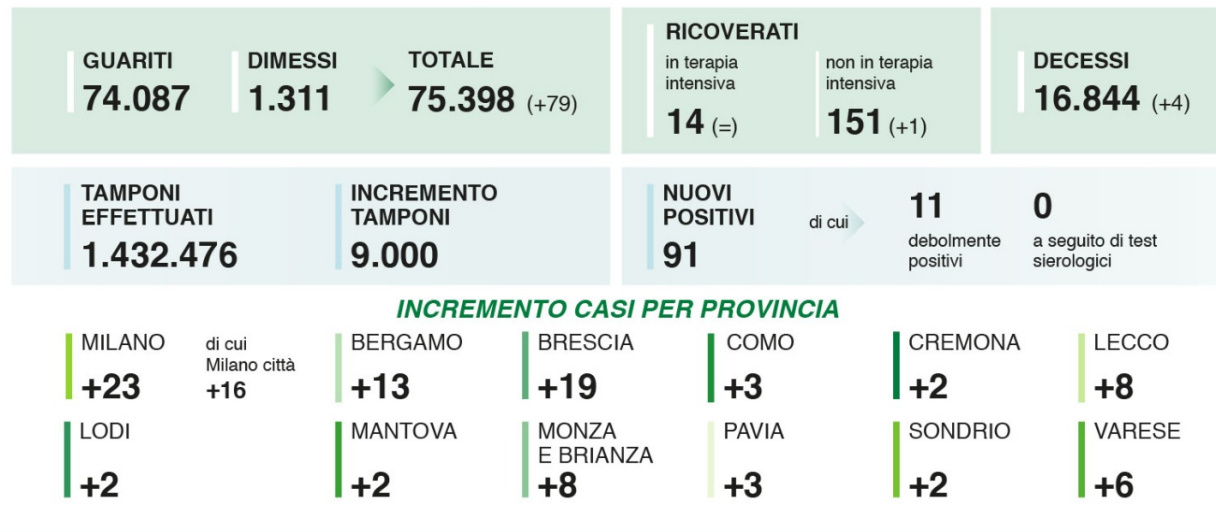 GUARITI
74.087
DIMESSI
1.311
TOTALE
75.398 (+79)
RICOVERATI
in terapia
intensiva
14 (=)
non in terapia
intensiva
151 (+1)
DECESSI
16.844 (+4)
TAMPONI
EFFETTUATI
1.432.476
INCREMENTO
TAMPONI
9.000
NUOVI
POSITIVI
91
di cui
11
debolmente
positivi
0
a seguito di test
sierologici
INCREMENTO CASI PER PROVINCIA
MILANO
+23
di cui
Milano città
+16
BERGAMO
+13
BRESCIA
+19
COMO
+3
CREMONA
+2
LECCO
+8
LODI
+2
MANTOVA
+2
MONZA
E BRIANZA
+8
PAVIA
+3
SONDRIO
+2
VARESE
+6